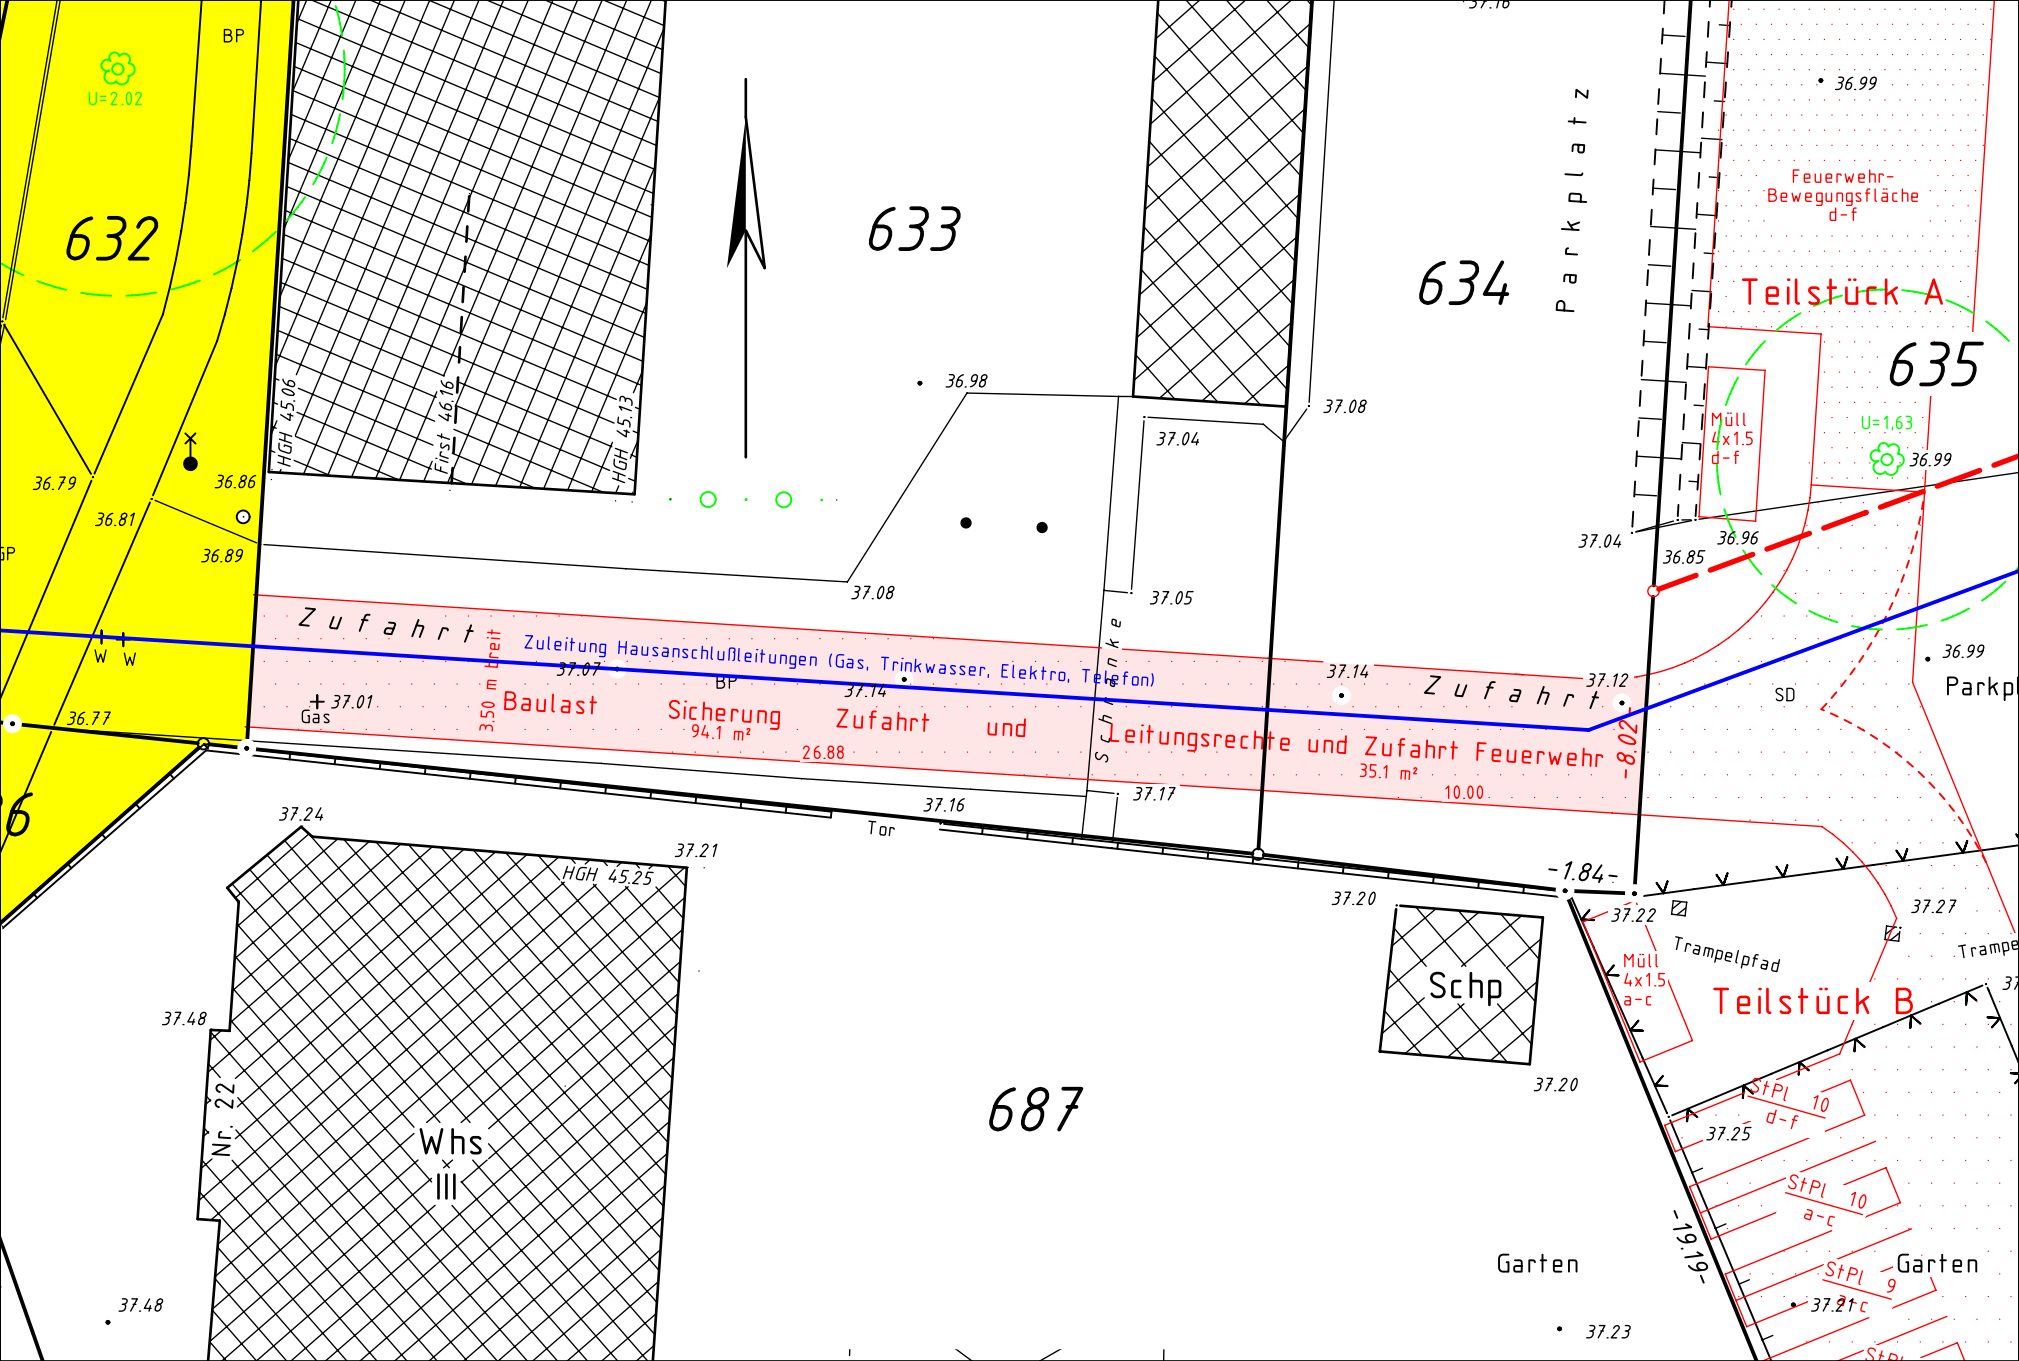 37.16
BP
U=2.02
36.99
Parkplatz
Feuerwehr-
Bewegungsfläche
d-f
632
633
634
Teilstück A
635
HGH 45.06
First 46.16
HGH 45.13
36.98
37.08
37.04
Müll
4x1.5
d-f
U=1,63
36.99
36.79
36.86
36.81
36.89
GP
37.04
36.96
36.85
37.08
37.05
Zufahrt
Zuleitung Hausanschlußleitungen (Gas, Trinkwasser, Elektro, Telefon)
Schranke
W W
37.07
BP
37.14
37.14
Zufahrt
37.12
36.99
SD
Parkpl
3.50 m breit
37.01
Gas
36.77
Baulast Sicherung Zufahrt und Leitungsrechte und Zufahrt Feuerwehr
94.1 m²
26.88
35.1 m²
10.00
-8.02-
37.17
37.16
Tor
6
37.24
37.21
HGH 45.25
-1.84-
37.20
37.22
37.27
Trampelpfad
Trampe
Schp
Müll
4x1.5
a-c
Teilstück B
37.
37.48
Nr. 22
Whs
III
687
37.20
StPl 10
d-f
37.25
StPl 10
a-c
-19.19-
Garten
Garten
StPl 9
a-c
37.21
37.48
37.23
StPl